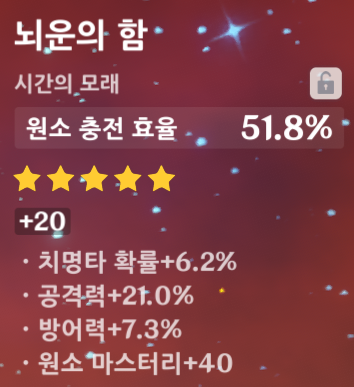 뇌운의 함
시간의 모래
원소 충전 효율 51.8%
+20
· 치명타 확률+6.2%
· 공격력+21.0%
· 방어력+7.3%
· 원소 마스터리+40